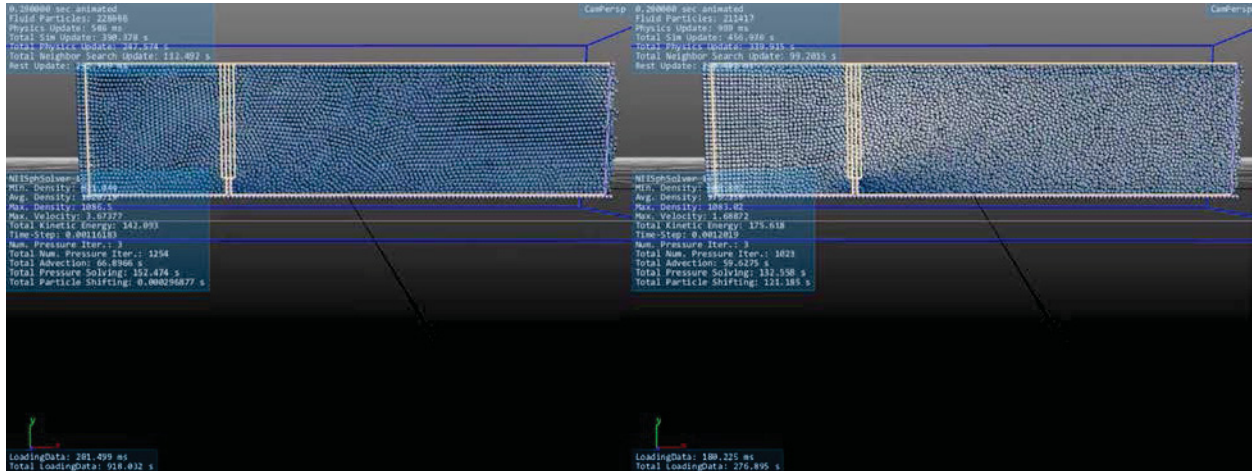 sec animated
CamPersp
Fluid Particles:
Physics Update: ms
Total Sim Update: 390.378 s
Total Physics Update: 247.574 s
Total Neighbor Search Update: 132.492 s
Rest Update: ms
NIISphSolver
Min. Density:
Avg. Density:
Max. Density: 1086.5
Max. Velocity: 3.67377
Total Kinetic Energy: 142.093
Time-Step: 0.00116183
Num. Pressure Iter.: 3
Total Num. Pressure Iter.: 1254
Total Advection: 66.8966 s
Total Pressure Solving: 152.474 s
Total Particle Shifting: 0.000296877 s
y
LoadingData: 201.499 ms
Total LoadingData: 918.032 s
0.200000 sec animated
CamPersp
Fluid Particles: 211417
Physics Update: ms
Total Sim Update: 456.976 s
Total Physics Update: 339.915 s
Total Neighbor Search Update: 99.2035 s
Rest Update:
NIISphSolver
Min. Density:
Avg. Density:
Max. Density: 1083.02
Max. Velocity: 1.68872
Total Kinetic Energy: 175.618
Time-Step: 0.0012019
Num. Pressure Iter.: 3
Total Num. Pressure Iter.: 1023
Total Advection: 59.6275 s
Total Pressure Solving: 132.558 s
Total Particle Shifting: 121.185 s
y
LoadingData: 180.225 ms
Total LoadingData: 276.895 s